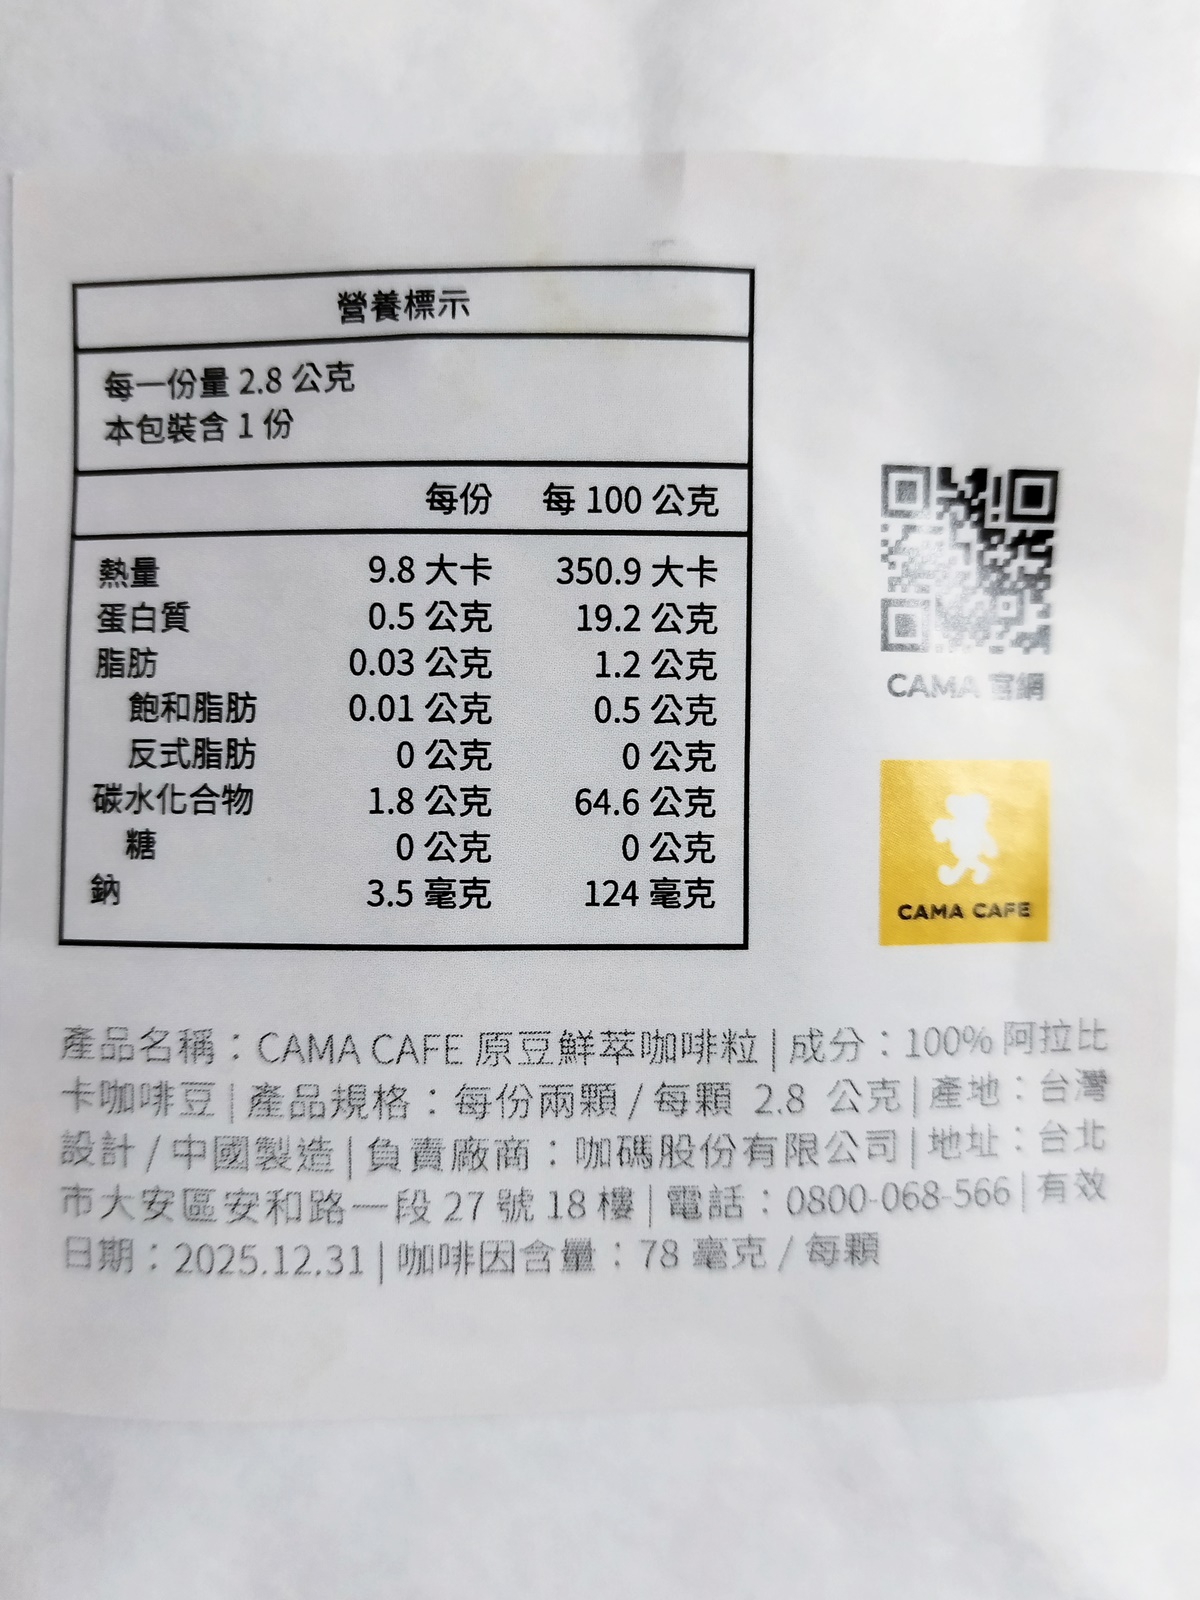 營養標示
每一份量 2.8 公克
本包裝含 1 份
每份 每 100 公克
熱量 9.8 大卡 350.9 大卡
蛋白質 0.5 公克 19.2 公克
脂肪 0.03 公克 1.2 公克
飽和脂肪 0.01 公克 0.5 公克
反式脂肪 0 公克 0 公克
碳水化合物 1.8 公克 64.6 公克
糖 0 公克 0 公克
鈉 3.5 毫克 124 毫克
CAMA 官網
CAMA CAFE
產品名稱：CAMA CAFE 原豆鮮萃咖啡粒 | 成分：100% 阿拉比
卡咖啡豆 | 產品規格：每份兩顆 / 每顆 2.8 公克 | 產地：台灣
設計 / 中國製造 | 負責廠商：咖碼股份有限公司 | 地址：台北
市大安區安和路一段 27 號 18 樓 | 電話：0800-068-566 | 有效
日期：2025.12.31 | 咖啡因含量：78 毫克 / 每顆